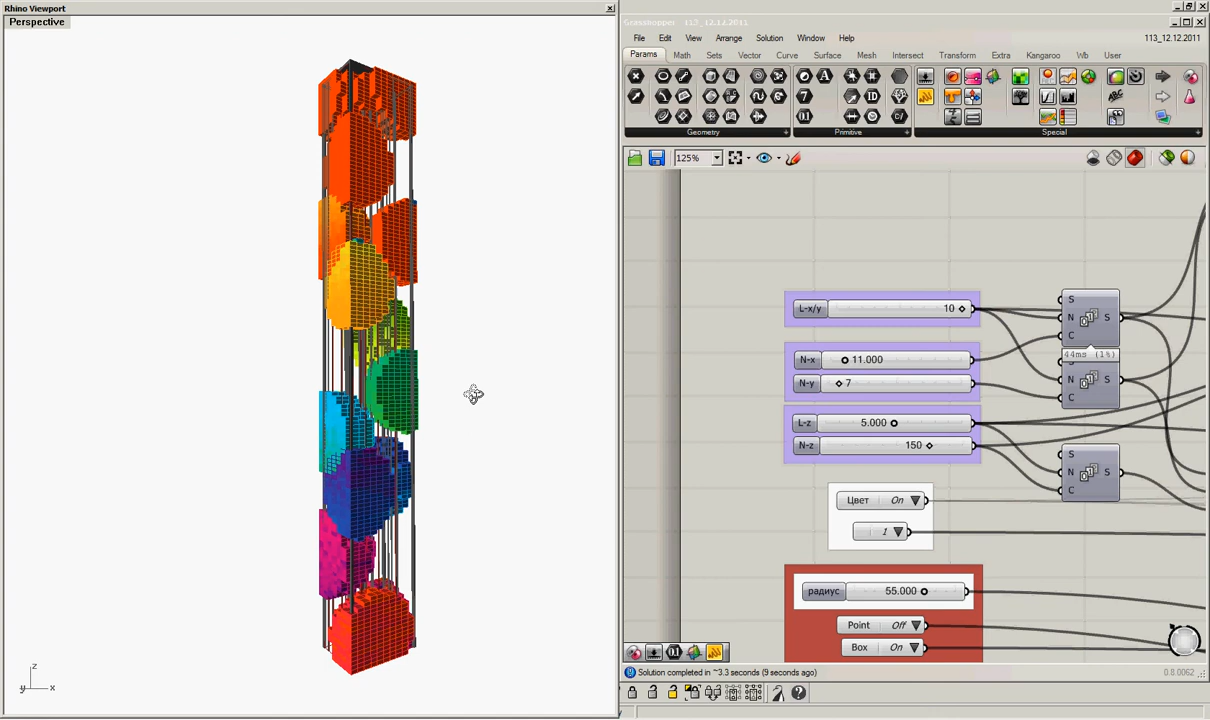 Rhino Viewport
Perspective
z
y
x
Grasshopper - 113_12.12.2011
File Edit View Arrange Solution Window Help
113_12.12.2011
Params Math Sets Vector Curve Surface Mesh Intersect Transform Extra Kangaroo Wb User
Geometry
Primitive
Special
125%
L-x/y 10
N-x 11.000
N-y 7
L-z 5.000
N-z 150
S
N S
C
44ms (1%)
N S
C
S
N S
C
Цвет On
1
радиус 55.000
Point Off
Box On
Solution completed in ~3.3 seconds (9 seconds ago)
0.8.0062